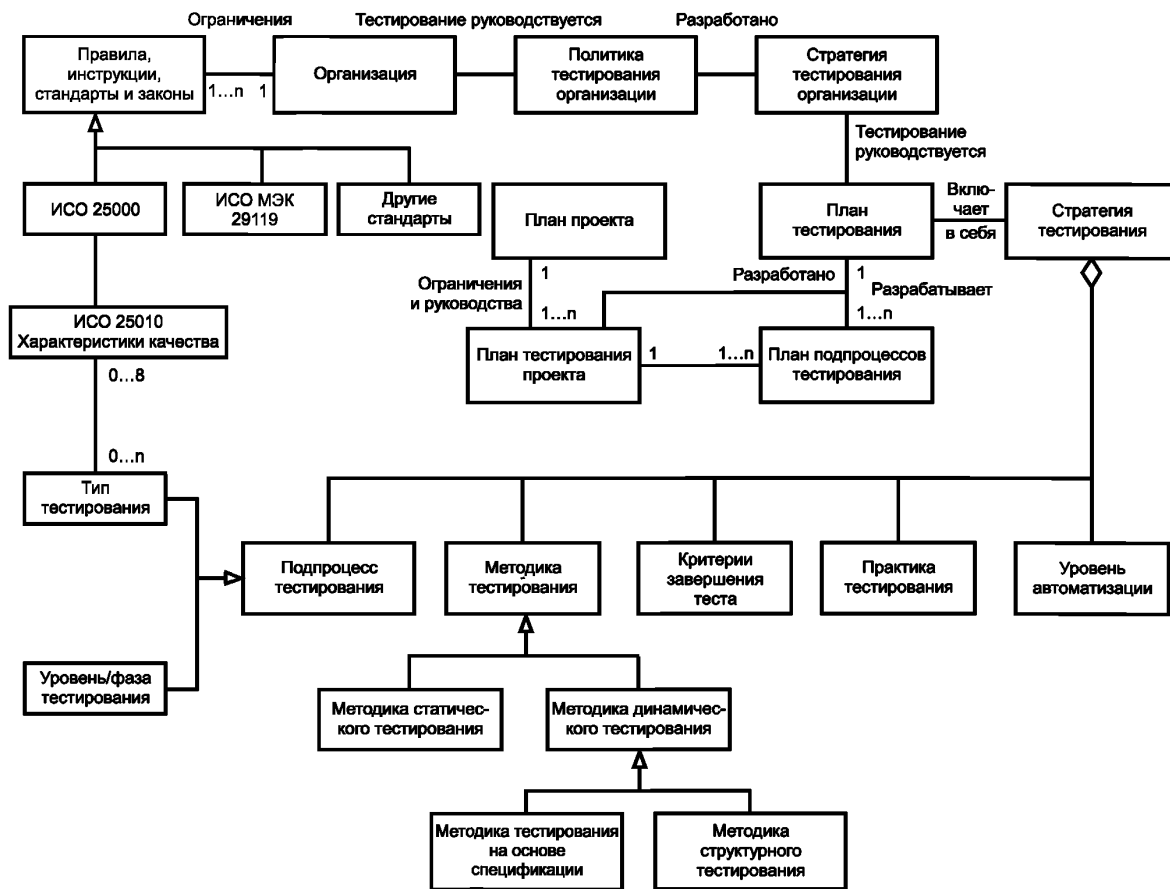 Ограничения
Тестирование руководствуется
Разработано
Правила,
инструкции,
стандарты и законы
1...n
1
Организация
Политика
тестирования
организации
Стратегия
тестирования
организации
Тестирование
руководствуется
ИСО 25000
ИСО МЭК
29119
Другие
стандарты
План проекта
План
тестирования
Вклю-
чает
в себя
Стратегия
тестирования
1
Ограничения
и руководства
1...n
Разработано
1
Разрабатывает
1...n
ИСО 25010
Характеристики качества
План тестирования
проекта
1
1...n
План подпроцессов
тестирования
0...8
0...n
Тип
тестирования
Подпроцесс
тестирования
Методика
тестирования
Критерии
завершения
теста
Практика
тестирования
Уровень
автоматизации
Уровень/фаза
тестирования
Методика статичес-
кого тестирования
Методика динамичес-
кого тестирования
Методика тестирования
на основе
спецификации
Методика
структурного
тестирования